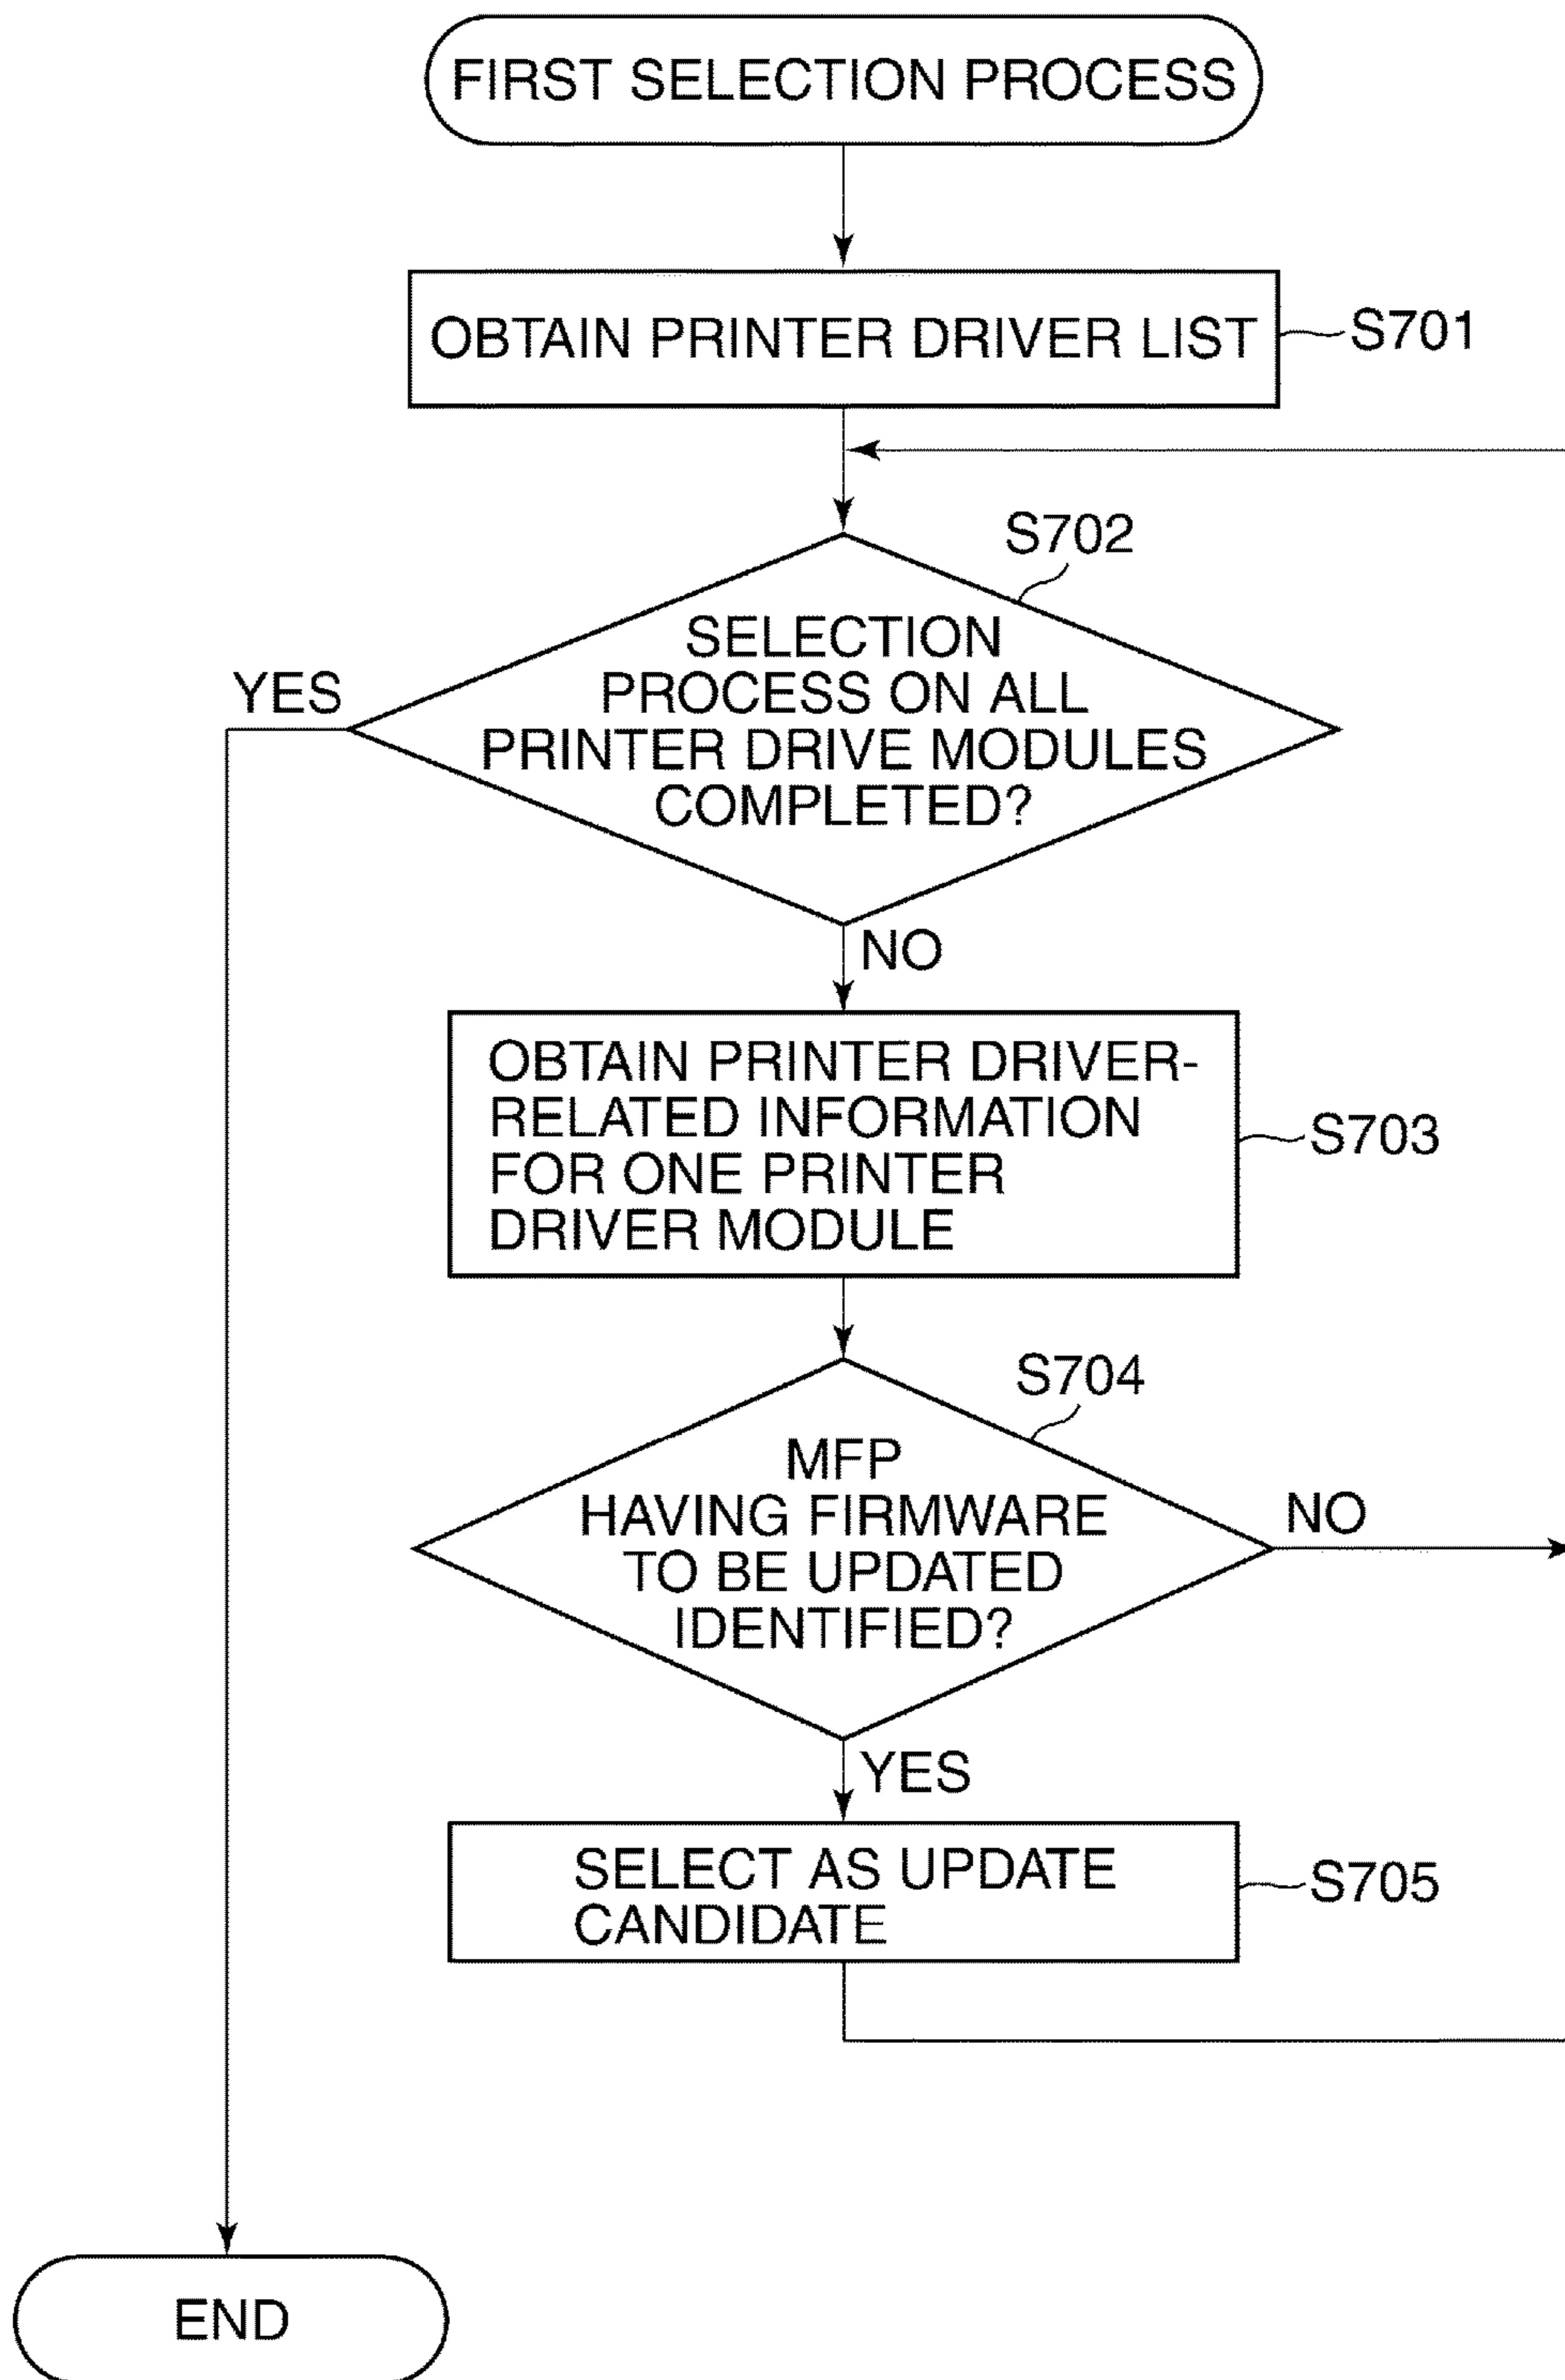 FIRST SELECTION PROCESS
OBTAIN PRINTER DRIVER LIST
S701
S702
SELECTION
PROCESS ON ALL
PRINTER DRIVE MODULES
COMPLETED?
YES
NO
OBTAIN PRINTER DRIVER-
RELATED INFORMATION
FOR ONE PRINTER
DRIVER MODULE
S703
S704
MFP
HAVING FIRMWARE
TO BE UPDATED
IDENTIFIED?
NO
YES
SELECT AS UPDATE
CANDIDATE
S705
END